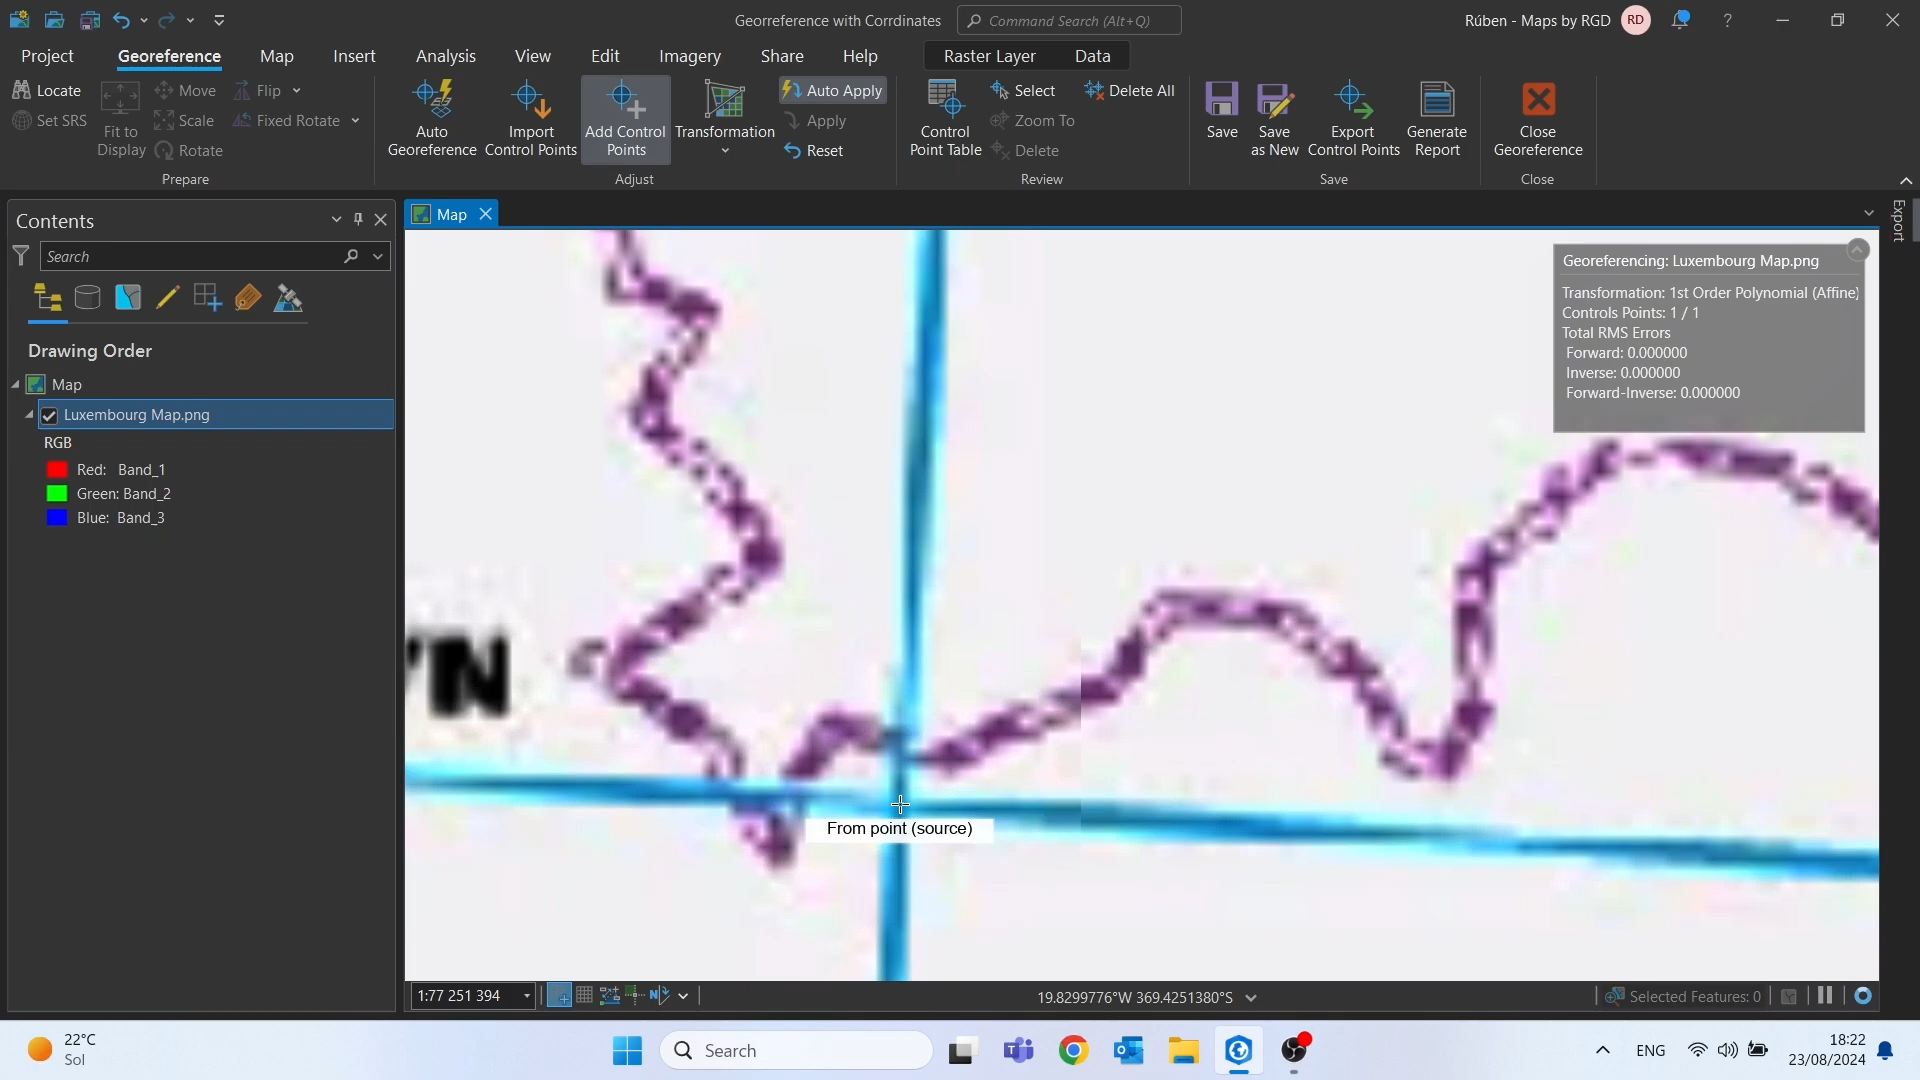 Georreference with Corrdinates
Command Search (Alt+Q)
Rúben - Maps by RGD
RD
?
Project
Georeference
Map
Insert
Analysis
View
Edit
Imagery
Share
Help
Raster Layer
Data
Locate
Set SRS
Fit to
Display
Move
Scale
Rotate
Flip
Fixed Rotate
Prepare
Auto
Georeference
Import
Control Points
Add Control
Points
Transformation
Auto Apply
Apply
Reset
Adjust
Control
Point Table
Select
Zoom To
Delete
Delete All
Review
Save
Save
as New
Export
Control Points
Generate
Report
Save
Close
Georeference
Close
Contents
Search
Drawing Order
Map
Luxembourg Map.png
RGB
Red: Band_1
Green: Band_2
Blue: Band_3
Map
Export
Georeferencing: Luxembourg Map.png
Transformation: 1st Order Polynomial (Affine)
Controls Points: 1 / 1
Total RMS Errors
Forward: 0.000000
Inverse: 0.000000
Forward-Inverse: 0.000000
'N
From point (source)
1:77 251 394
19.8299776°W 369.4251380°S
Selected Features: 0
22°C
Sol
Search
ENG
18:22
23/08/2024